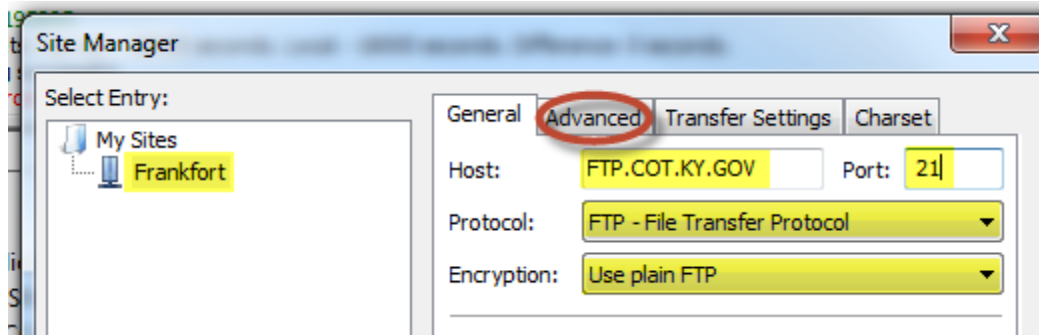 Site Manager
Select Entry:
My Sites
Frankfort
General Advanced Transfer Settings Charset
Host: FTP.COT.KY.GOV Port: 21
Protocol: FTP - File Transfer Protocol
Encryption: Use plain FTP